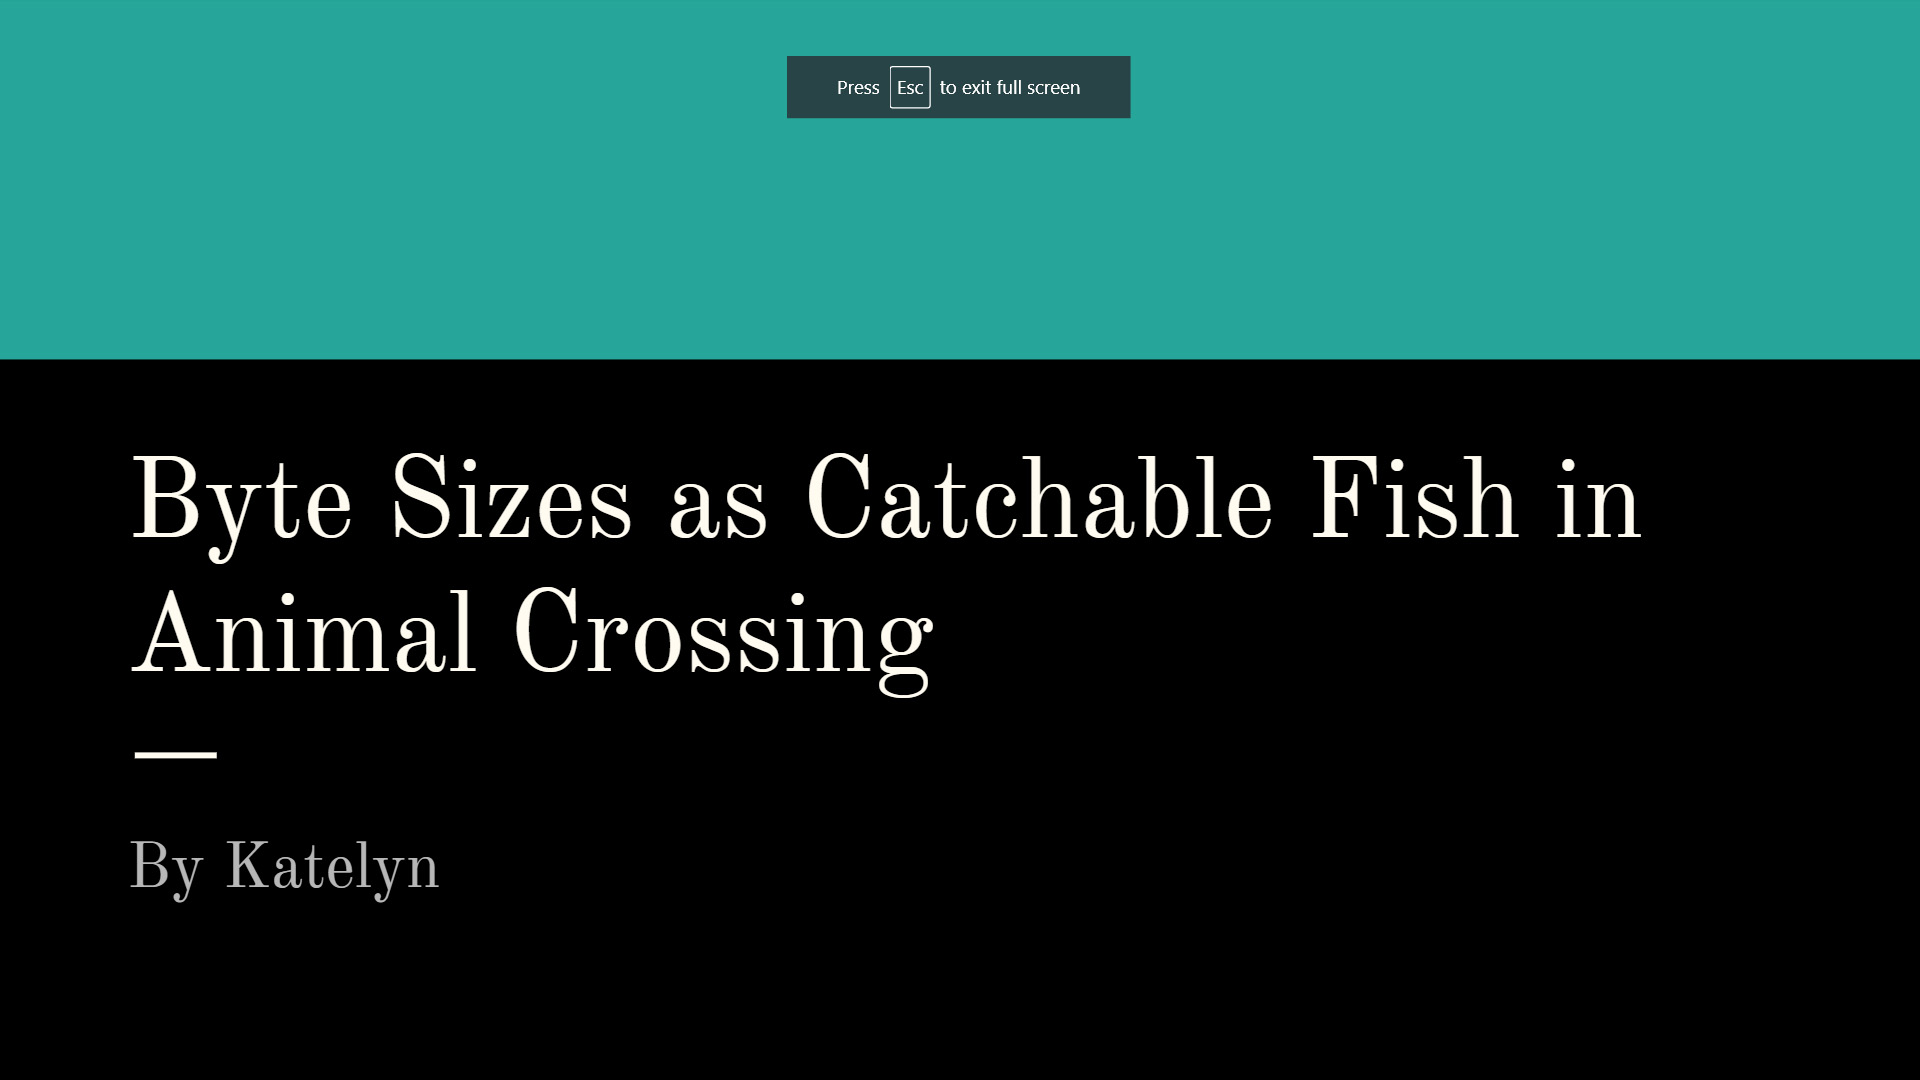 Press Esc to exit full screen
Byte Sizes as Catchable Fish in
Animal Crossing
By Katelyn